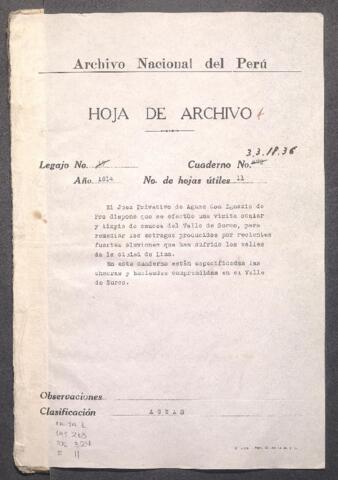 Archivo Nacional del Perú
HOJA DE ARCHIVO
3.3.18.36
Legajo No. Cuaderno No.
Año 1814 No. de hojas útiles 11
El Juez Privativo de Aguas don Ignacio de
Pro dispone que se efectúe una visita ocular
y limpia de cauces del Valle de Surco, para
remediar los estragos producidos por recientes
fuertes aluviones que han sufrido los valles
de la ciudad de Lima.
En este cuaderno están especificadas las
chacras y haciendas comprendidas en el Valle
de Surco.
Observaciones
Clasificación AGUAS
11